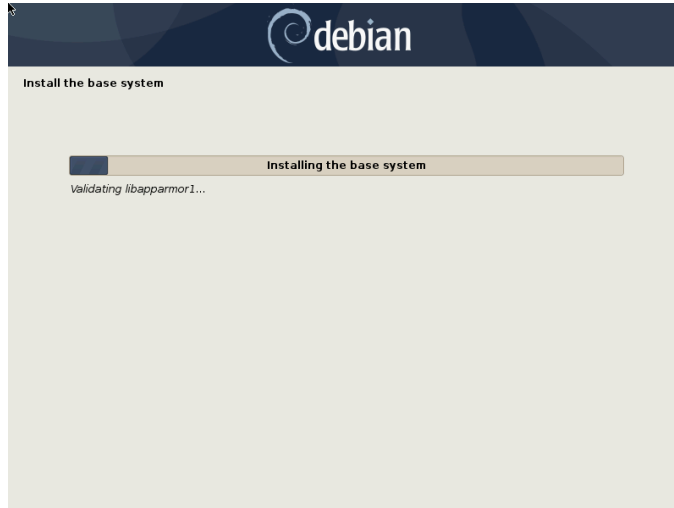 debian
Install the base system
Installing the base system
Validating libapparmor1...